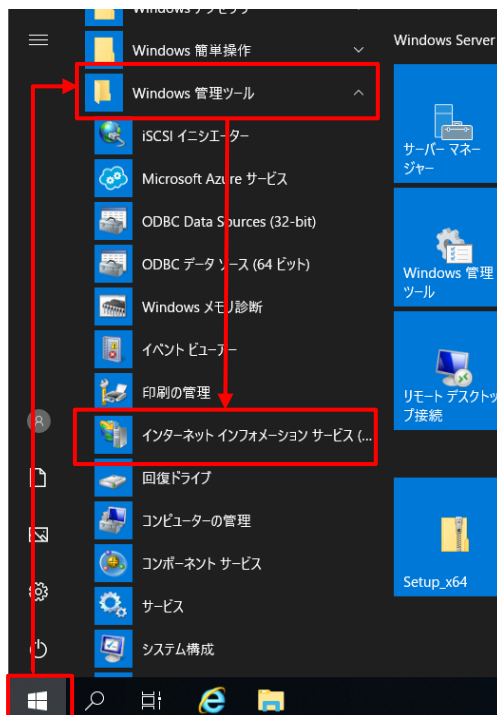 Windows アクセサリ
Windows 簡単操作
Windows 管理ツール
iSCSI イニシエーター
Microsoft Azure サービス
ODBC Data Sources (32-bit)
ODBC データ ソース (64 ビット)
Windows メモリ診断
イベント ビューアー
印刷の管理
インターネット インフォメーション サービス (...
回復ドライブ
コンピューターの管理
コンポーネント サービス
サービス
システム構成
Windows Server
サーバー マネー
ジャー
Windows 管理
ツール
リモート デスクトッ
プ接続
Setup_x64